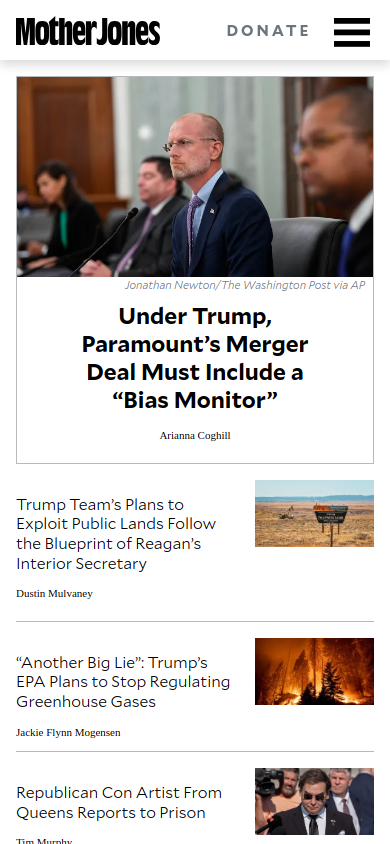 Mother Jones
DONATE
Jonathan Newton/The Washington Post via AP
Under Trump,
Paramount’s Merger
Deal Must Include a
“Bias Monitor”
Arianna Coghill
Trump Team’s Plans to
Exploit Public Lands Follow
the Blueprint of Reagan’s
Interior Secretary
Dustin Mulvaney
“Another Big Lie”: Trump’s
EPA Plans to Stop Regulating
Greenhouse Gases
Jackie Flynn Mogensen
Republican Con Artist From
Queens Reports to Prison
Tim Murphy